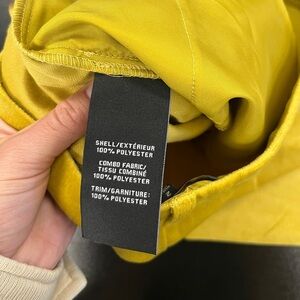 SHELL/EXTÉRIEUR
100% POLYESTER
COMBO FABRIC/
TISSU COMBINÉ
100% POLYESTER
TRIM/GARNITURE:
100% POLYESTER